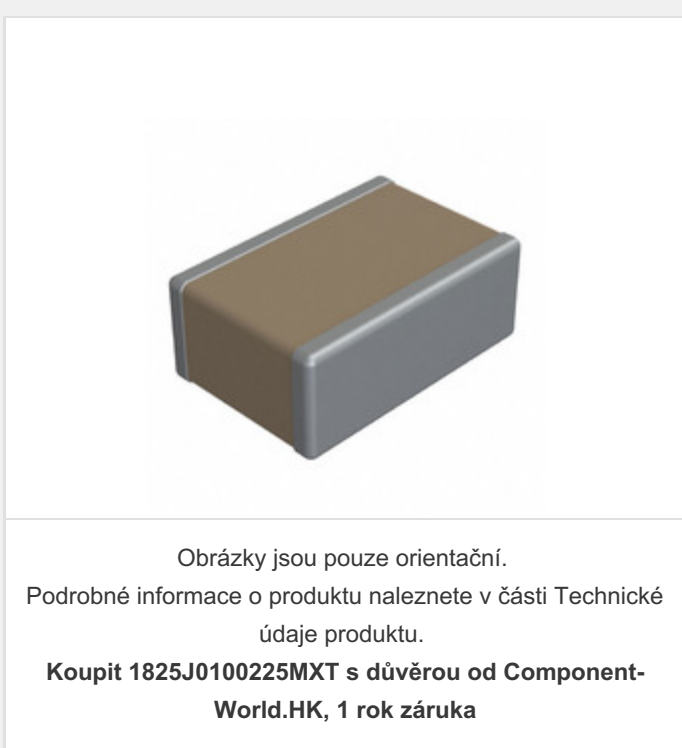 Obrázky jsou pouze orientační.
Podrobné informace o produktu naleznete v části Technické
údaje produktu.
Koupit 1825J0100225MXT s důvěrou od Component-
World.HK, 1 rok záruka